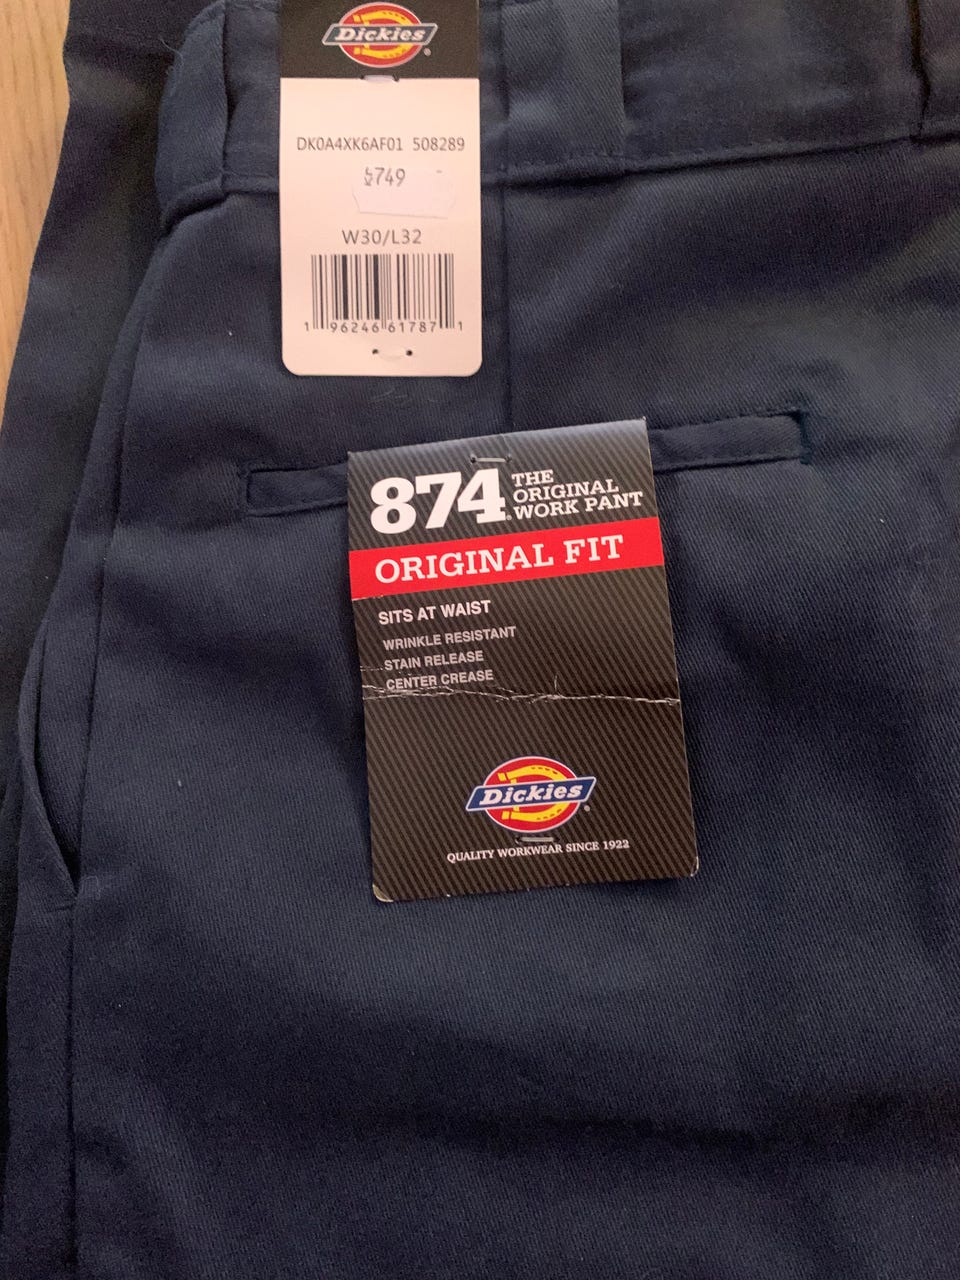 Dickies
DK0A4XK6AF01 508289
749
W30/L32
1 96246 61787 1
874 THE
ORIGINAL
WORK PANT
ORIGINAL FIT
SITS AT WAIST
WRINKLE RESISTANT
STAIN RELEASE
CENTER CREASE
Dickies
QUALITY WORKWEAR SINCE 1922